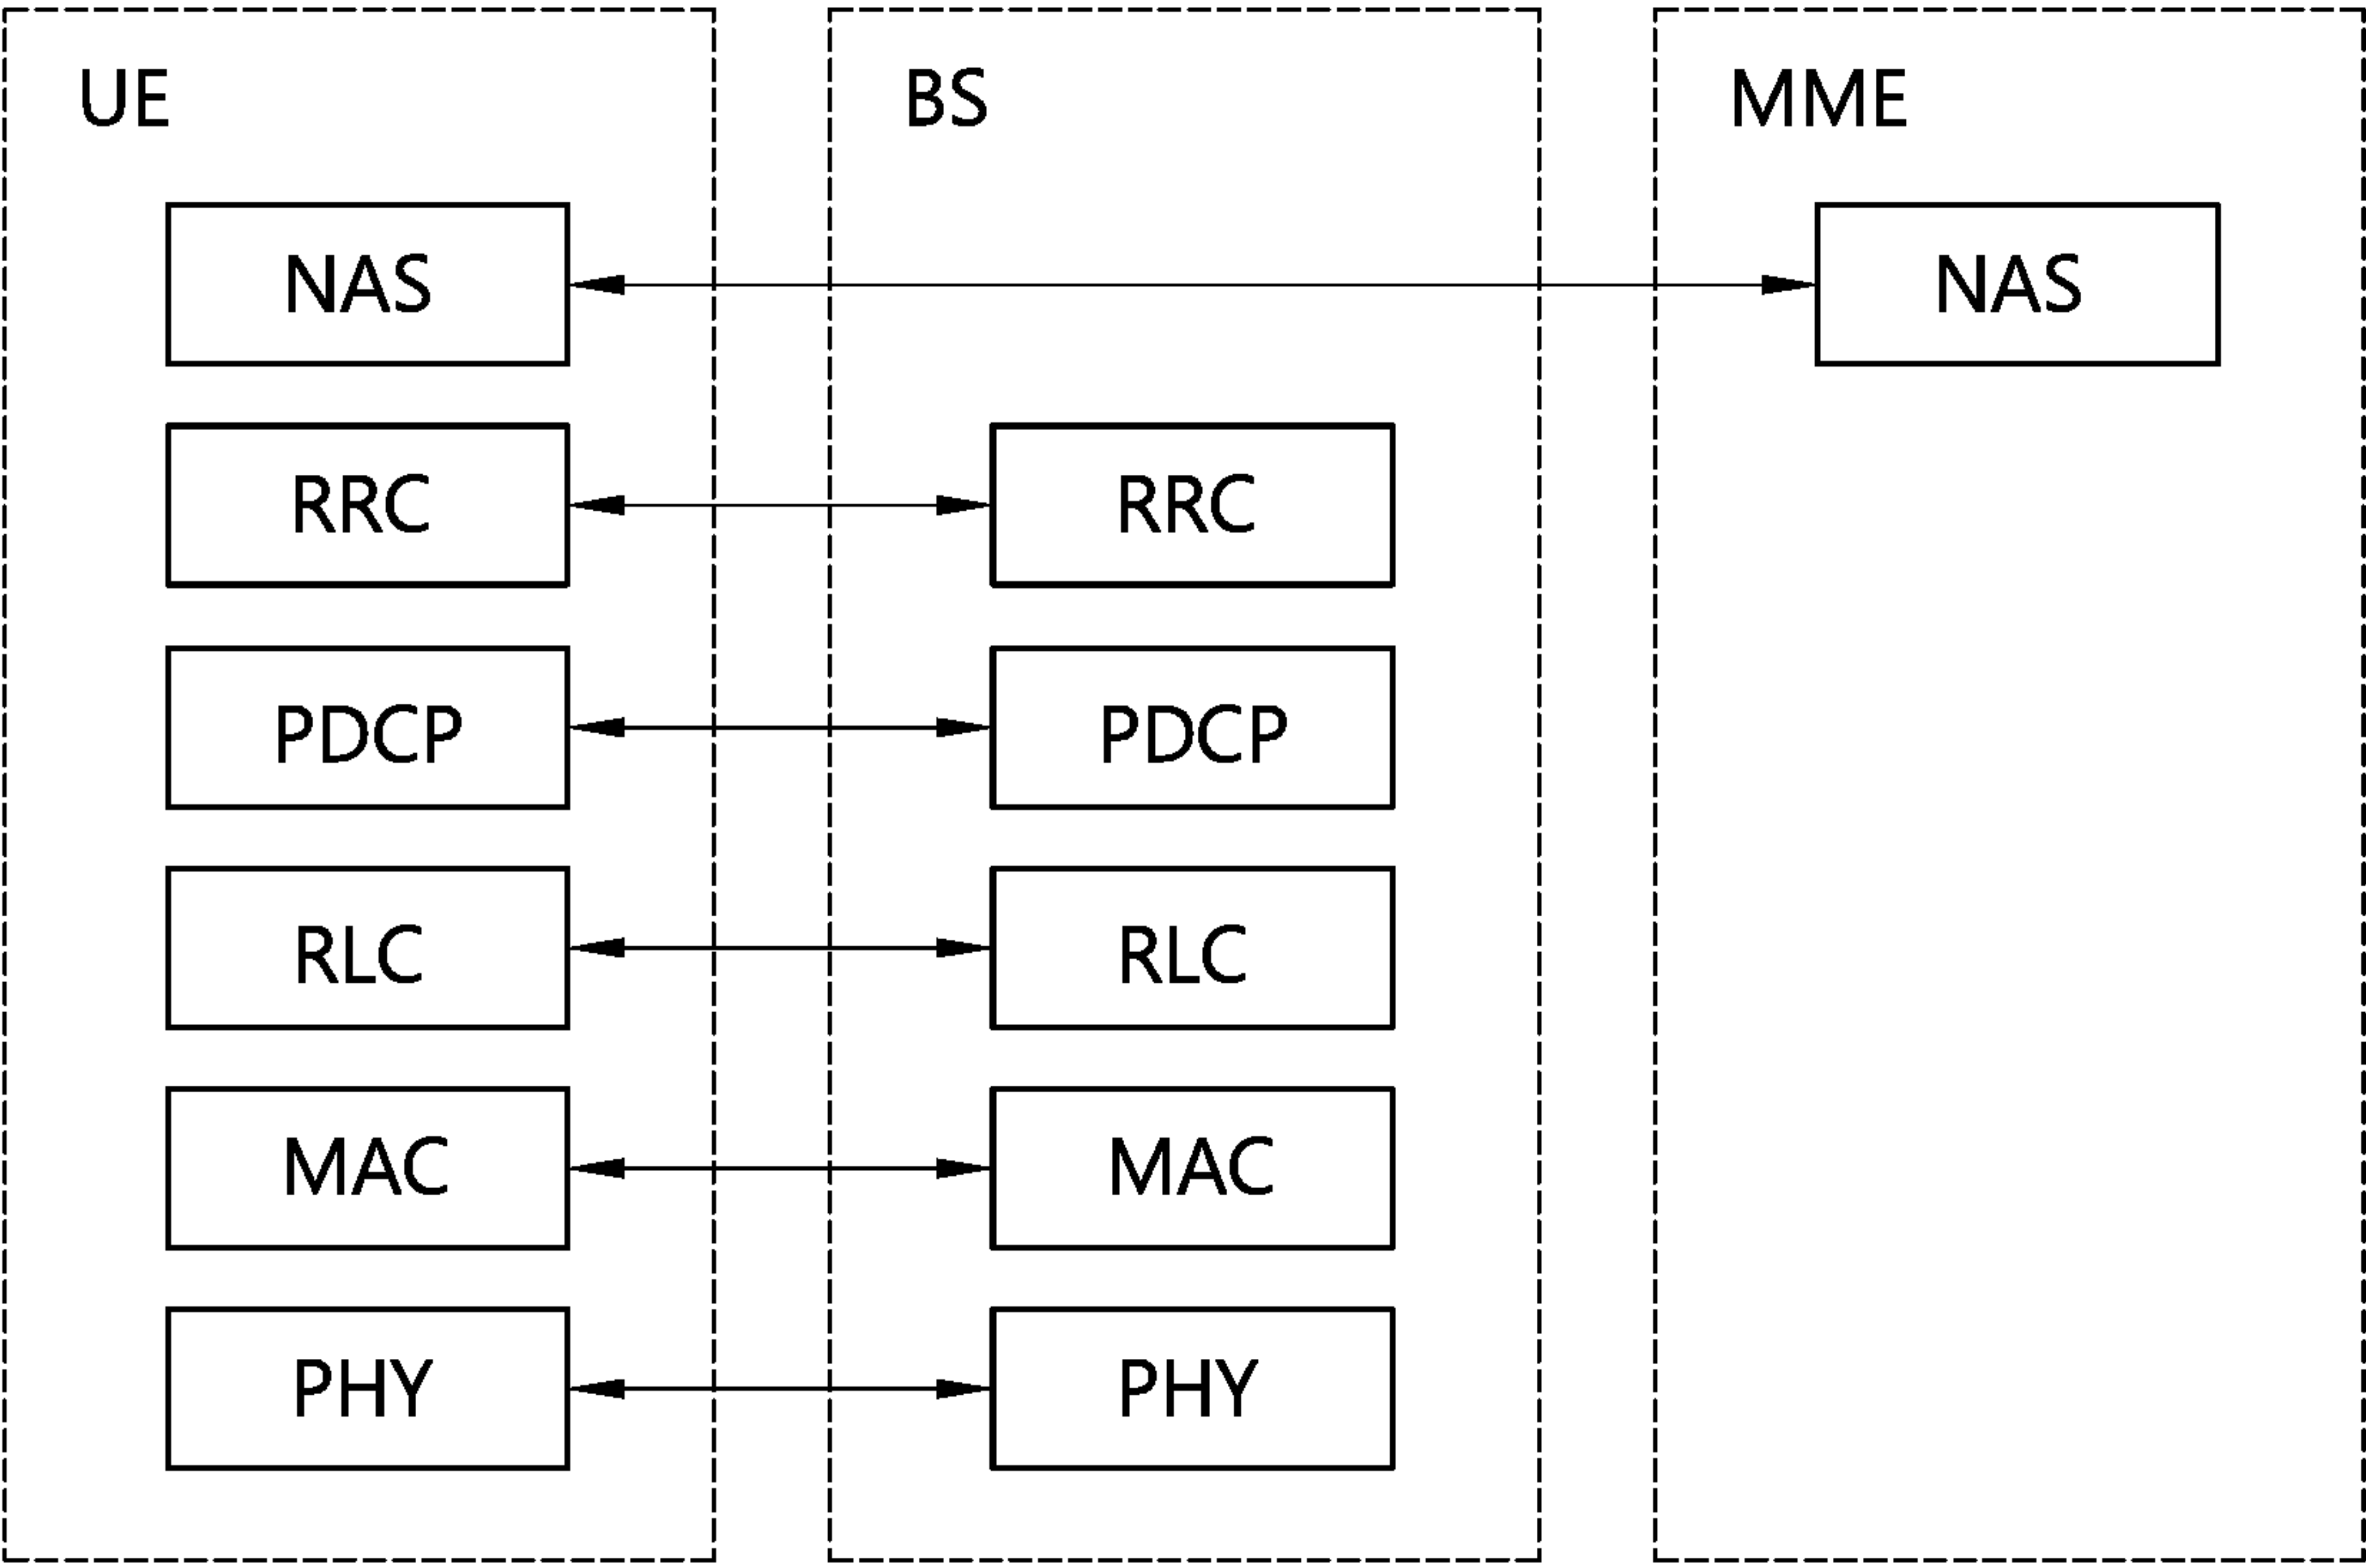 UE
BS
MME
NAS
NAS
RRC
RRC
PDCP
PDCP
RLC
RLC
MAC
MAC
PHY
PHY